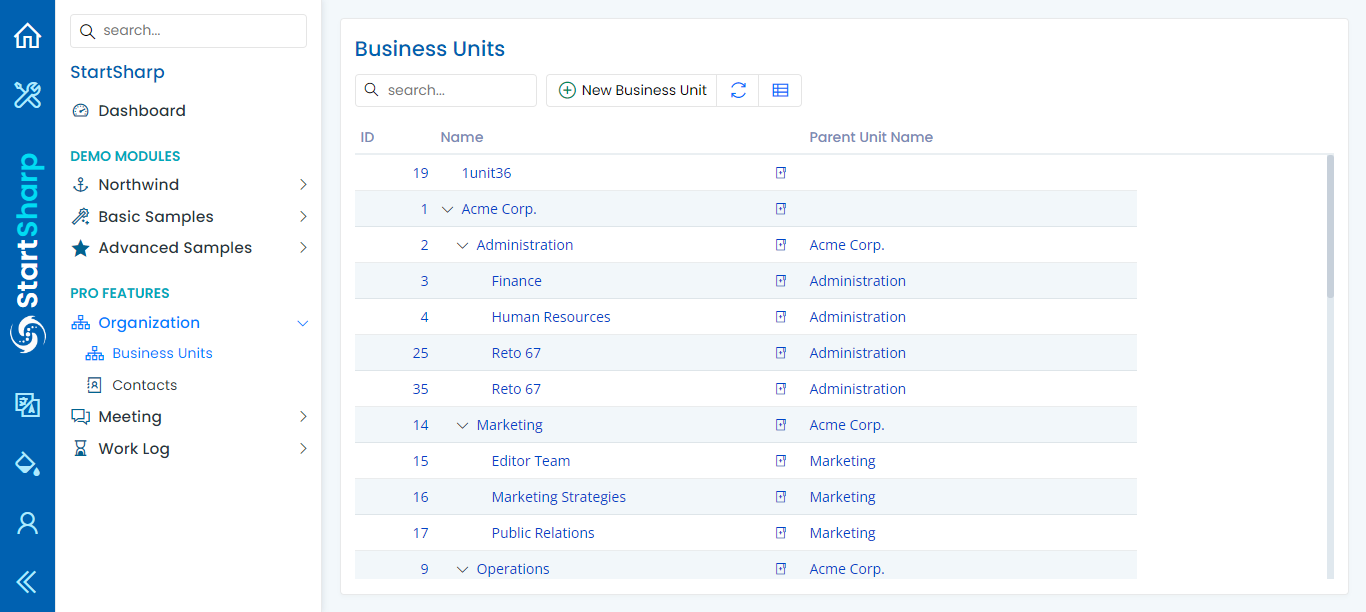 StartSharp
search...
StartSharp
Dashboard
DEMO MODULES
Northwind
Basic Samples
Advanced Samples
PRO FEATURES
Organization
Business Units
Contacts
Meeting
Work Log
Business Units
search... New Business Unit
ID Name Parent Unit Name
19 1unit36
1 Acme Corp.
2 Administration Acme Corp.
3 Finance Administration
4 Human Resources Administration
25 Reto 67 Administration
35 Reto 67 Administration
14 Marketing Acme Corp.
15 Editor Team Marketing
16 Marketing Strategies Marketing
17 Public Relations Marketing
9 Operations Acme Corp.